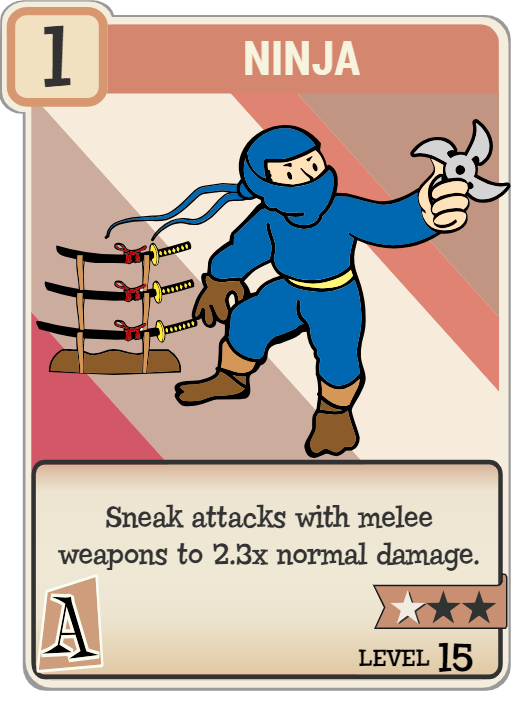 1
NINJA
Sneak attacks with melee
weapons to 2.3x normal damage.
A
LEVEL 15